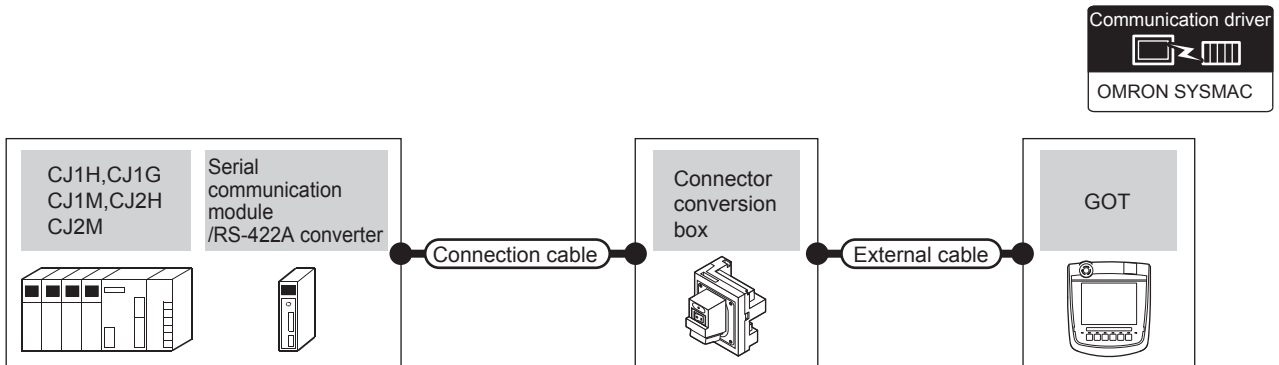 Communication driver
OMRON SYSMAC
CJ1H,CJ1G
CJ1M,CJ2H
CJ2M
Serial
communication
module
/RS-422A converter
Connection cable
Connector
conversion
box
External cable
GOT